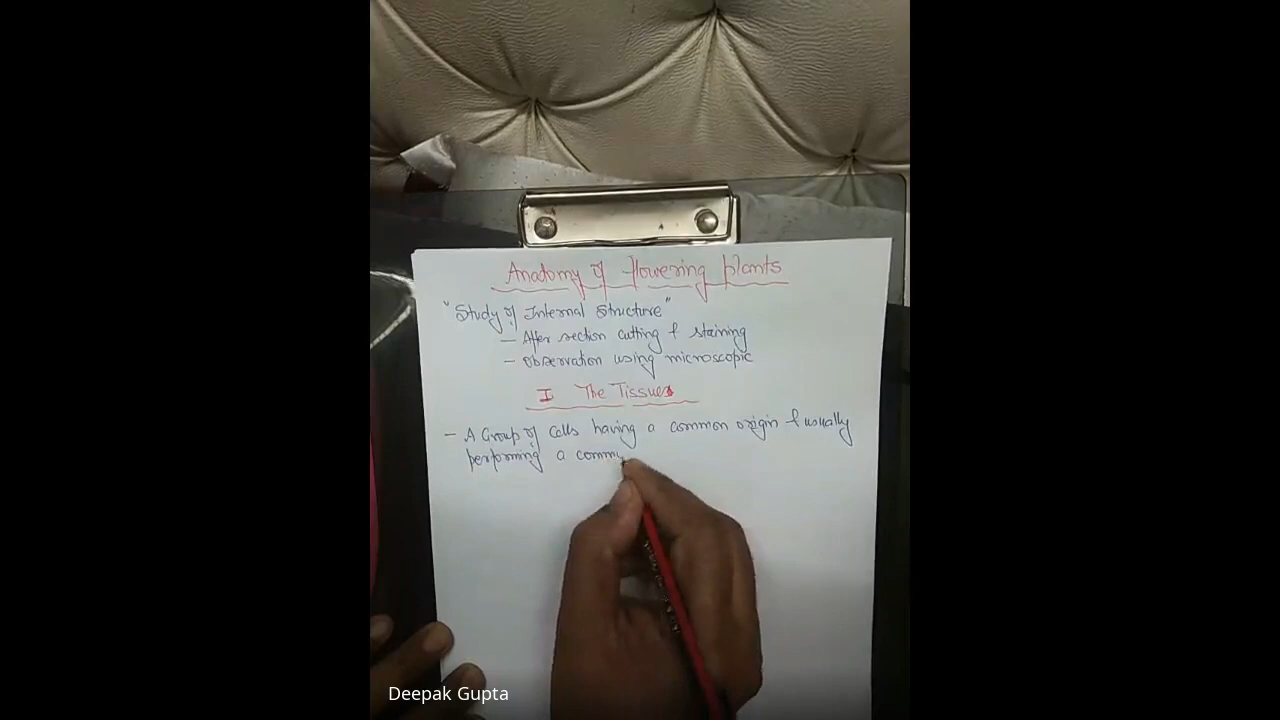 Anatomy of flowering plants
"Study of Internal Structure"
— After section cutting & staining
— Observation using microscopic
I The Tissues
— A Group of Cells having a common origin & usually
performing a comm
Deepak Gupta